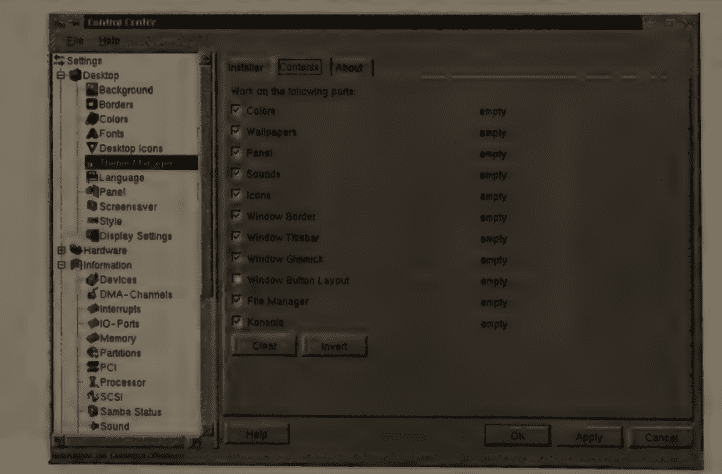 Control Center
File Help
Settings
Desktop
Background
Borders
Colors
Fonts
Desktop Icons
Theme Manager
Language
Panel
Screensaver
Style
Display Settings
Hardware
Information
Devices
DMA-Channels
Interrupts
IO-Ports
Memory
Partitions
PCI
Processor
SCSI
Samba Status
Sound
Installer Contents About
Work on the following parts:
Colors empty
Wallpapers empty
Panel empty
Sounds empty
Icons empty
Window Border empty
Window Titlebar empty
Window Gimmick empty
Window Button Layout empty
File Manager empty
Konsole empty
Clear Invert
Help OK Apply Cancel